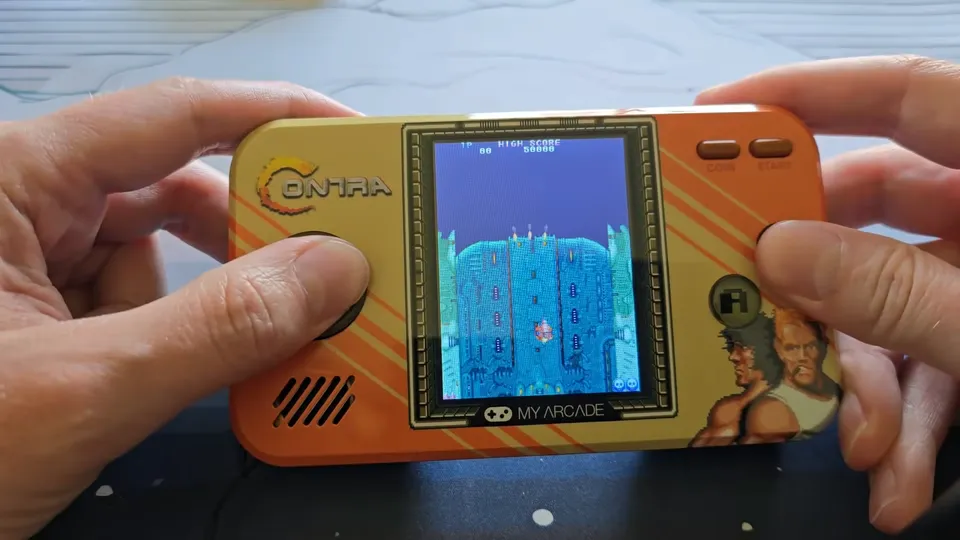 1P HIGH SCORE
00 50000
CONTRA
COIN START
A
MY ARCADE